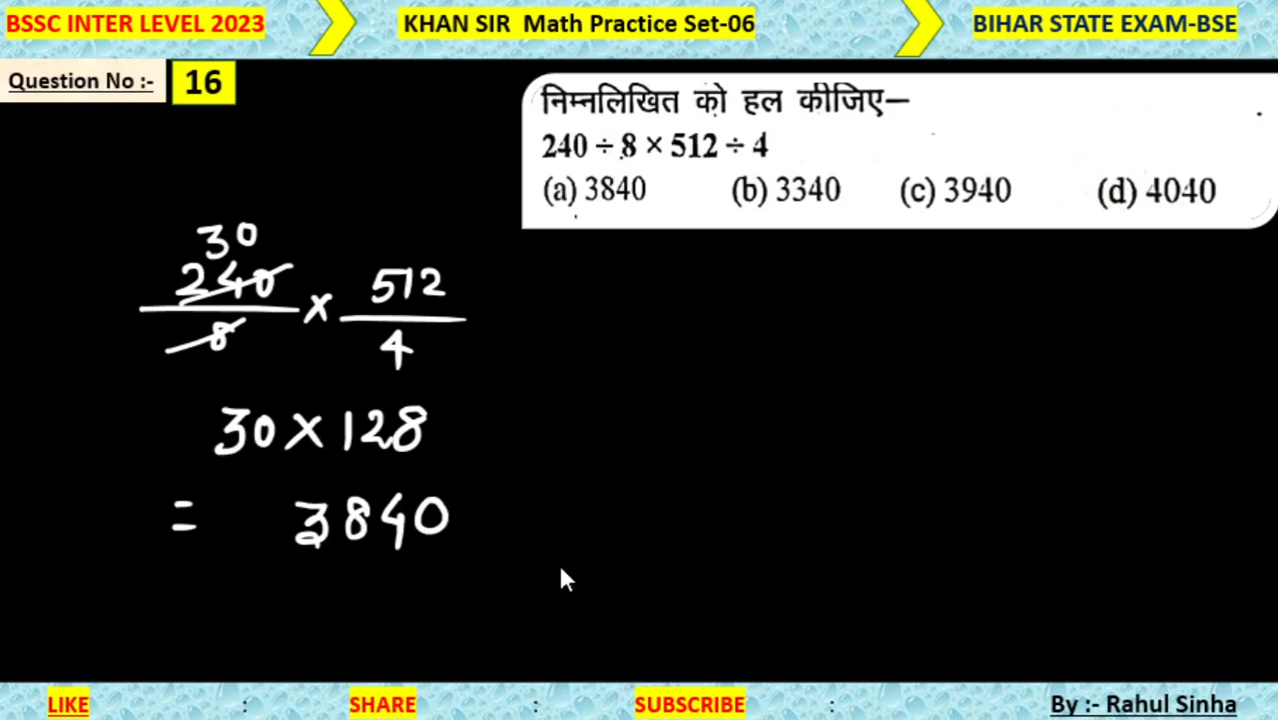 BSSC INTER LEVEL 2023
KHAN SIR Math Practice Set-06
BIHAR STATE EXAM-BSE
Question No :- 16
निम्नलिखित को हल कीजिए–
240 ÷ 8 × 512 ÷ 4
(a) 3840 (b) 3340 (c) 3940 (d) 4040
30
240 × 512
8 4
30 × 128
= 3840
LIKE : SHARE : SUBSCRIBE : By :- Rahul Sinha